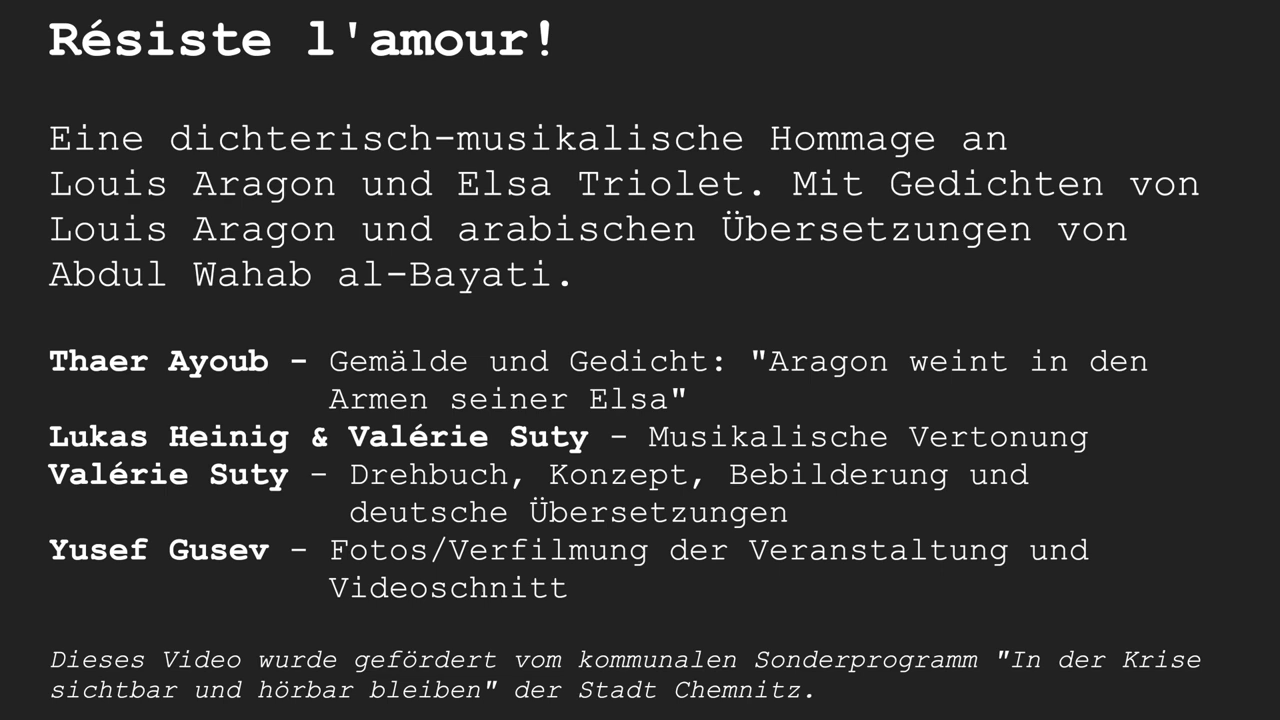 Résiste l'amour!
Eine dichterisch-musikalische Hommage an
Louis Aragon und Elsa Triolet. Mit Gedichten von
Louis Aragon und arabischen Übersetzungen von
Abdul Wahab al-Bayati.
Thaer Ayoub - Gemälde und Gedicht: "Aragon weint in den
Armen seiner Elsa"
Lukas Heinig & Valérie Suty - Musikalische Vertonung
Valérie Suty - Drehbuch, Konzept, Bebilderung und
deutsche Übersetzungen
Yusef Gusev - Fotos/Verfilmung der Veranstaltung und
Videoschnitt
Dieses Video wurde gefördert vom kommunalen Sonderprogramm "In der Krise
sichtbar und hörbar bleiben" der Stadt Chemnitz.